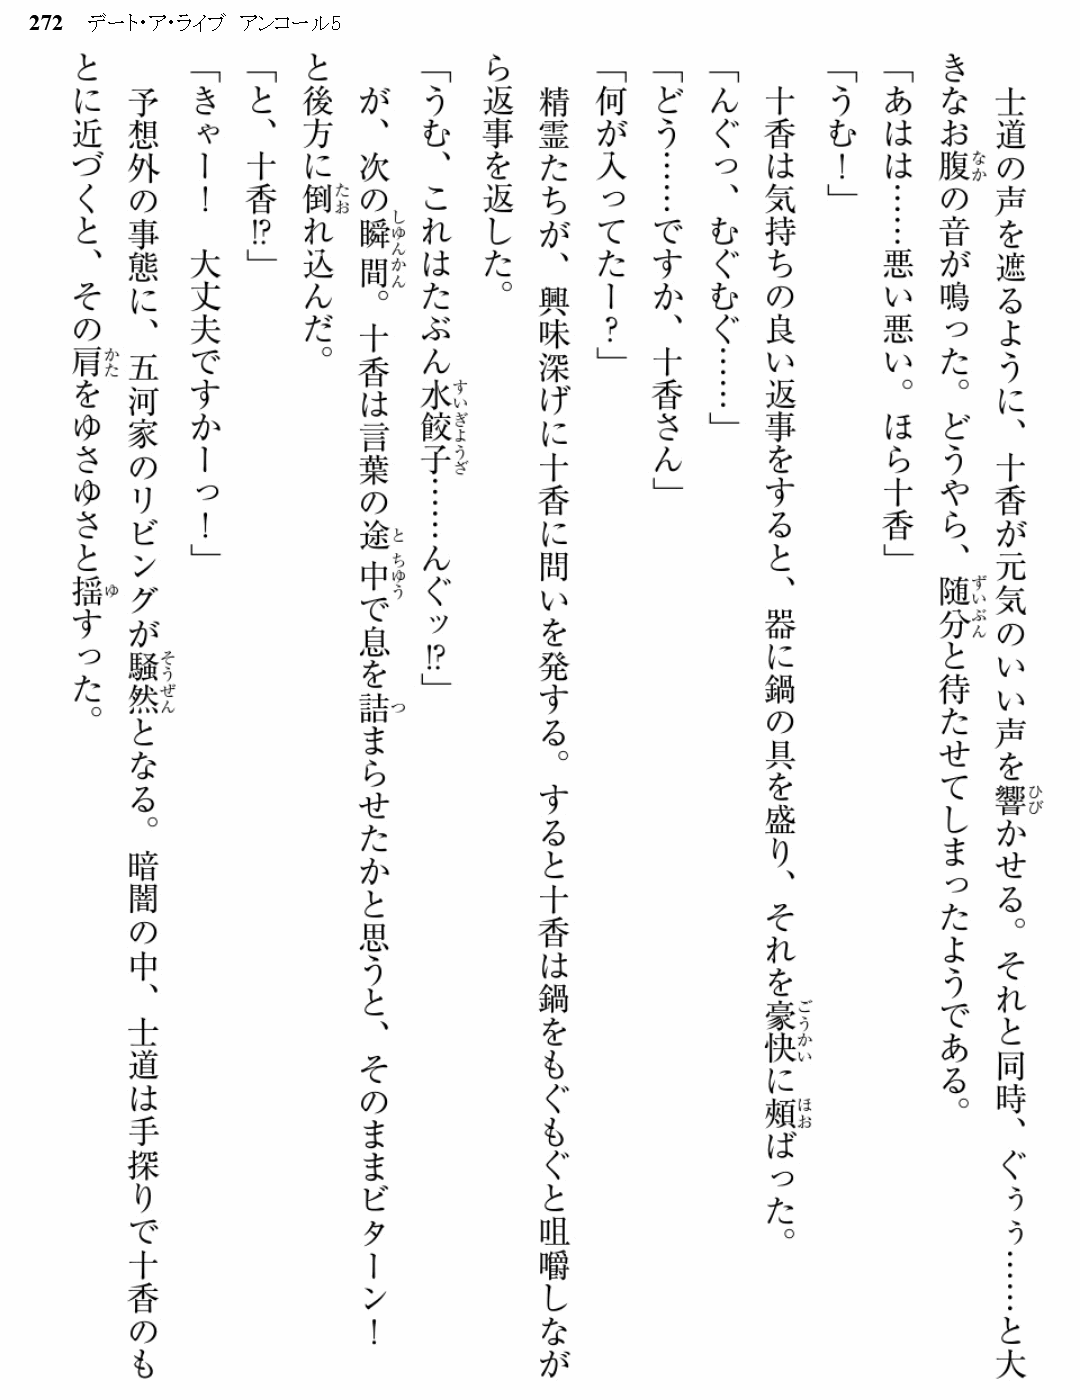 272 デート・ア・ライブ アンコール5
士道の声を遮るように、十香が元気のいい声を響かせる。それと同時、ぐぅぅ……と大
きなお腹の音が鳴った。どうやら、随分と待たせてしまったようである。
「あはは……悪い悪い。ほら十香」
「うむ！」
十香は気持ちの良い返事をすると、器に鍋の具を盛り、それを豪快に頬ばった。
「んぐっ、むぐむぐ……」
「どう……ですか、十香さん」
「何が入ってたー？」
精霊たちが、興味深げに十香に問いを発する。すると十香は鍋をもぐもぐと咀嚼しなが
ら返事を返した。
「うむ、これはたぶん水餃子……んぐッ!?」
が、次の瞬間。十香は言葉の途中で息を詰まらせたかと思うと、そのままビターン！
と後方に倒れ込んだ。
「と、十香!?」
「きゃー！　大丈夫ですかーっ！」
予想外の事態に、五河家のリビングが騒然となる。暗闇の中、士道は手探りで十香のも
とに近づくと、その肩をゆさゆさと揺すった。